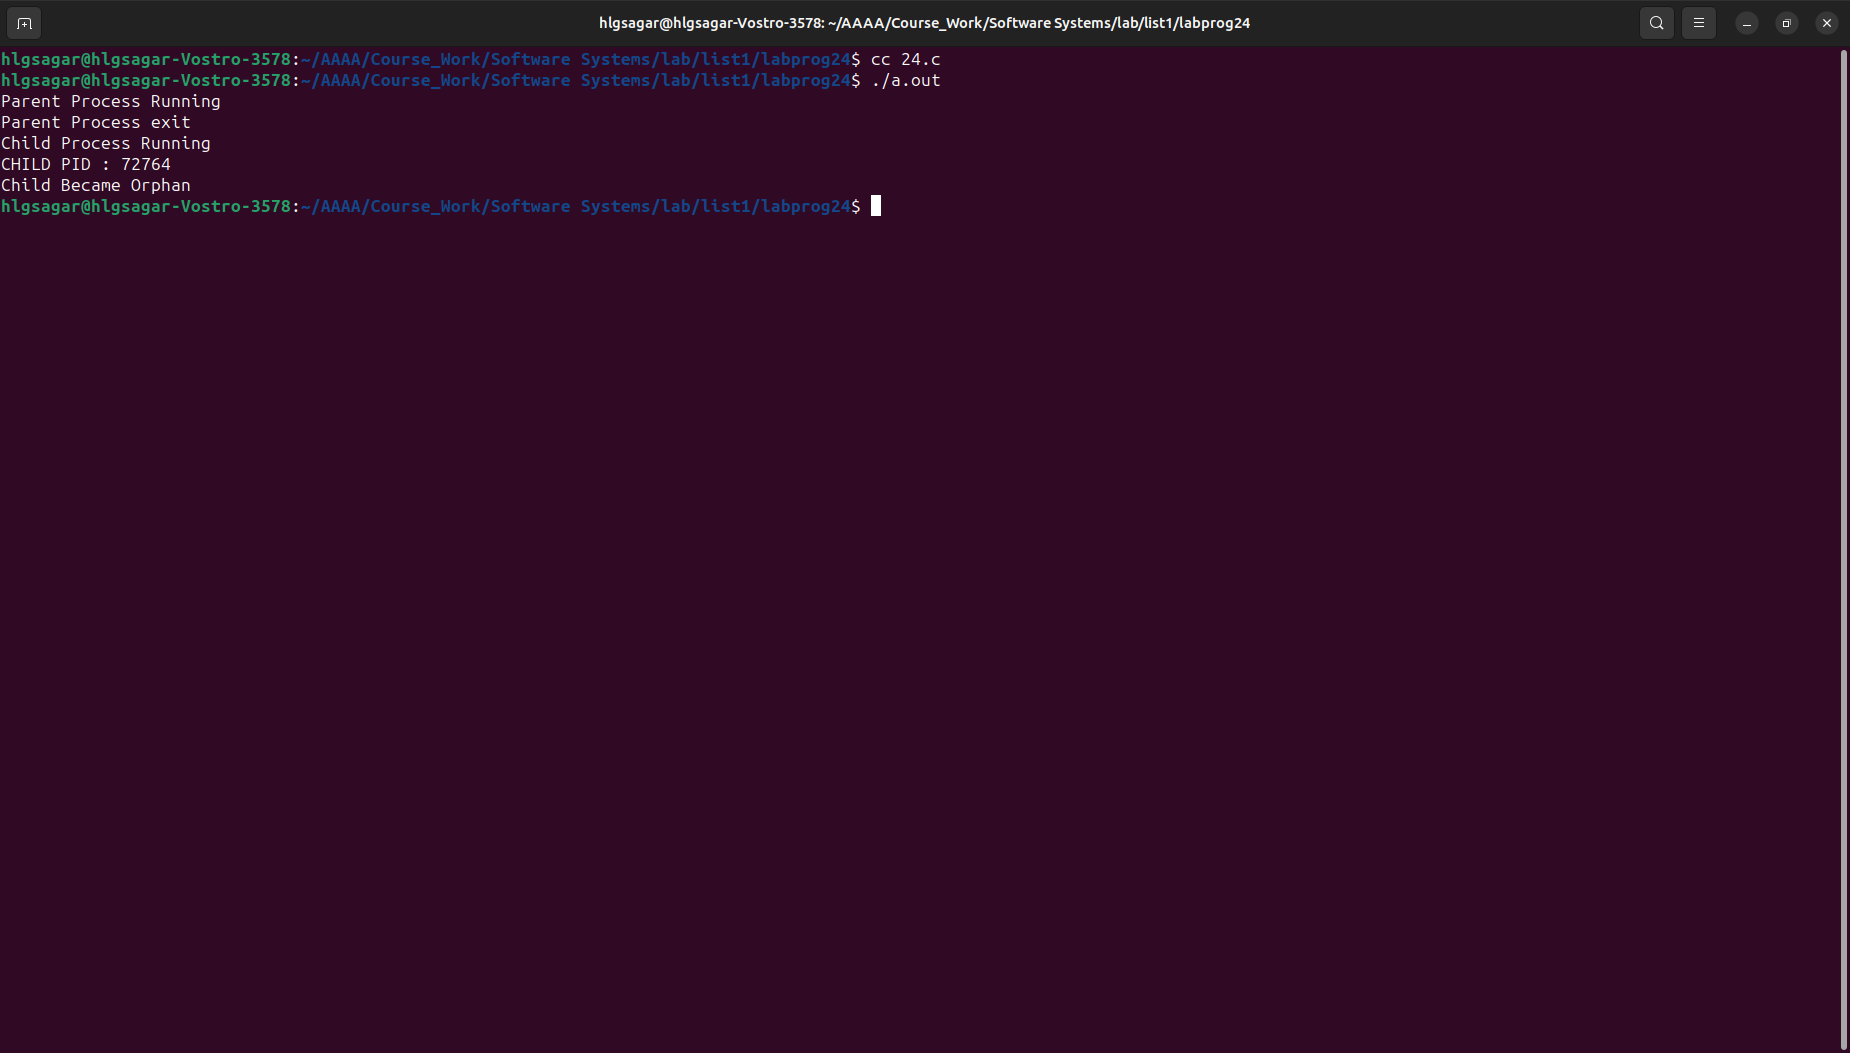 hlgsagar@hlgsagar-Vostro-3578: ~/AAAA/Course_Work/Software Systems/lab/list1/labprog24
hlgsagar@hlgsagar-Vostro-3578:~/AAAA/Course_Work/Software Systems/lab/list1/labprog24$ cc 24.c
hlgsagar@hlgsagar-Vostro-3578:~/AAAA/Course_Work/Software Systems/lab/list1/labprog24$ ./a.out
Parent Process Running
Parent Process exit
Child Process Running
CHILD PID : 72764
Child Became Orphan
hlgsagar@hlgsagar-Vostro-3578:~/AAAA/Course_Work/Software Systems/lab/list1/labprog24$